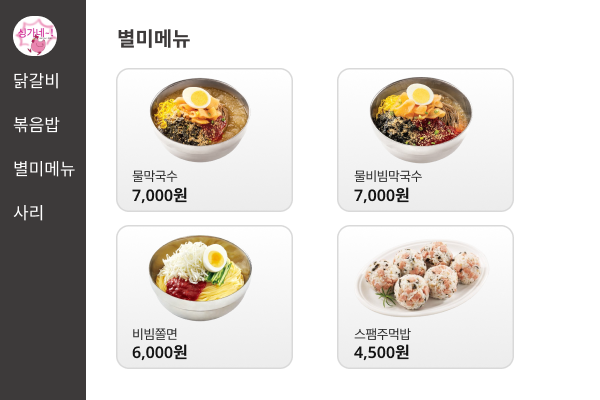 싱가네~!
닭갈비
볶음밥
별미메뉴
사리
별미메뉴
물막국수
7,000원
물비빔막국수
7,000원
비빔쫄면
6,000원
스팸주먹밥
4,500원